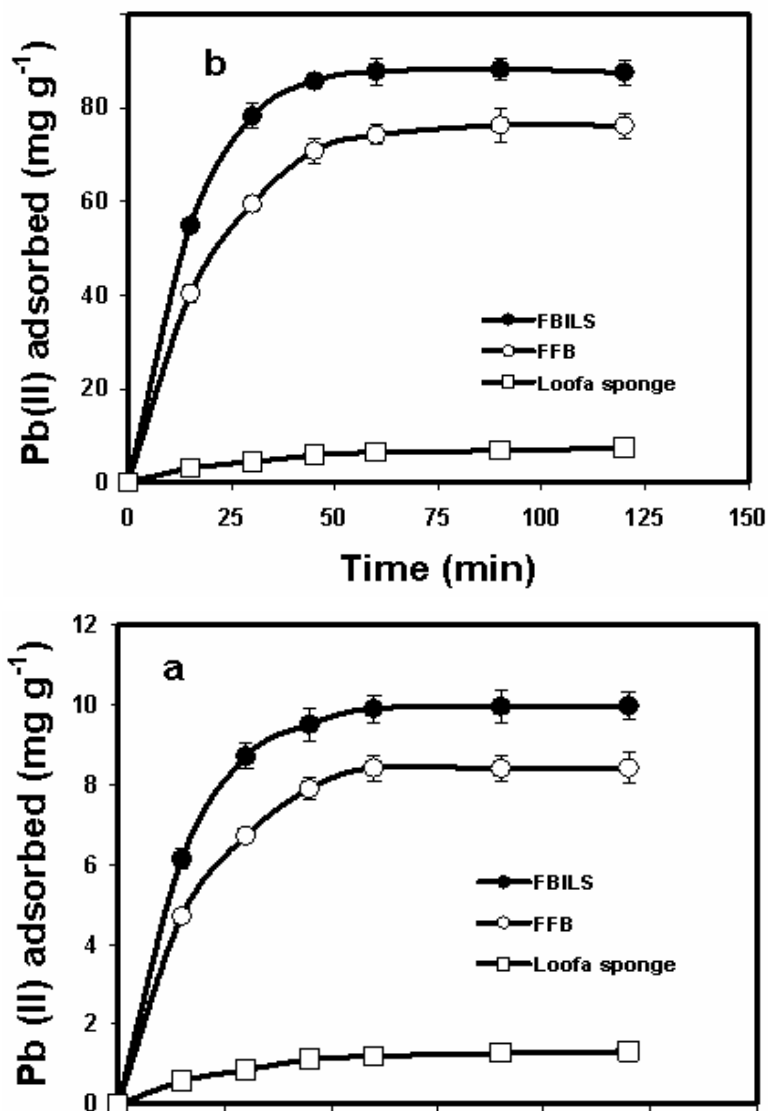 b
Pb(II) adsorbed (mg g-1)
80
60
40
20
0
FBILS
FFB
Loofa sponge
0 25 50 75 100 125 150
Time (min)
a
Pb (II) adsorbed (mg g-1)
12
10
8
6
4
2
0
FBILS
FFB
Loofa sponge